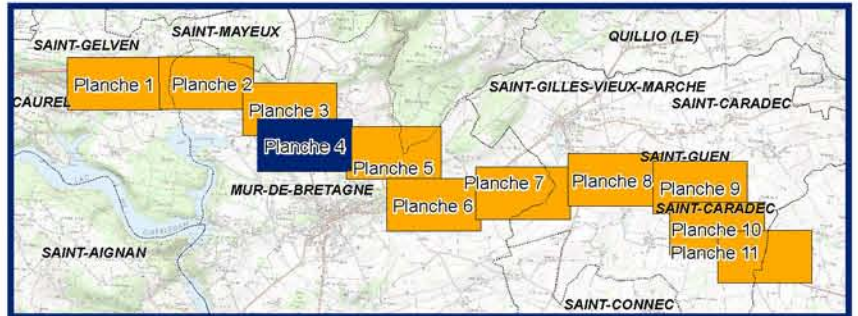 SAINT-MAYEUX
QUILLIO (LE)
SAINT-GELVEN
Planche 1
Planche 2
SAINT-GILLES-VIEUX-MARCHE
CAUREL
Planche 3
SAINT-CARADEC
Planche 4
SAINT-GUEN
Planche 5
Planche 7
Planche 8
Planche 9
MUR-DE-BRETAGNE
Planche 6
SAINT-CARADEC
Planche 10
SAINT-AIGNAN
Planche 11
SAINT-CONNEC